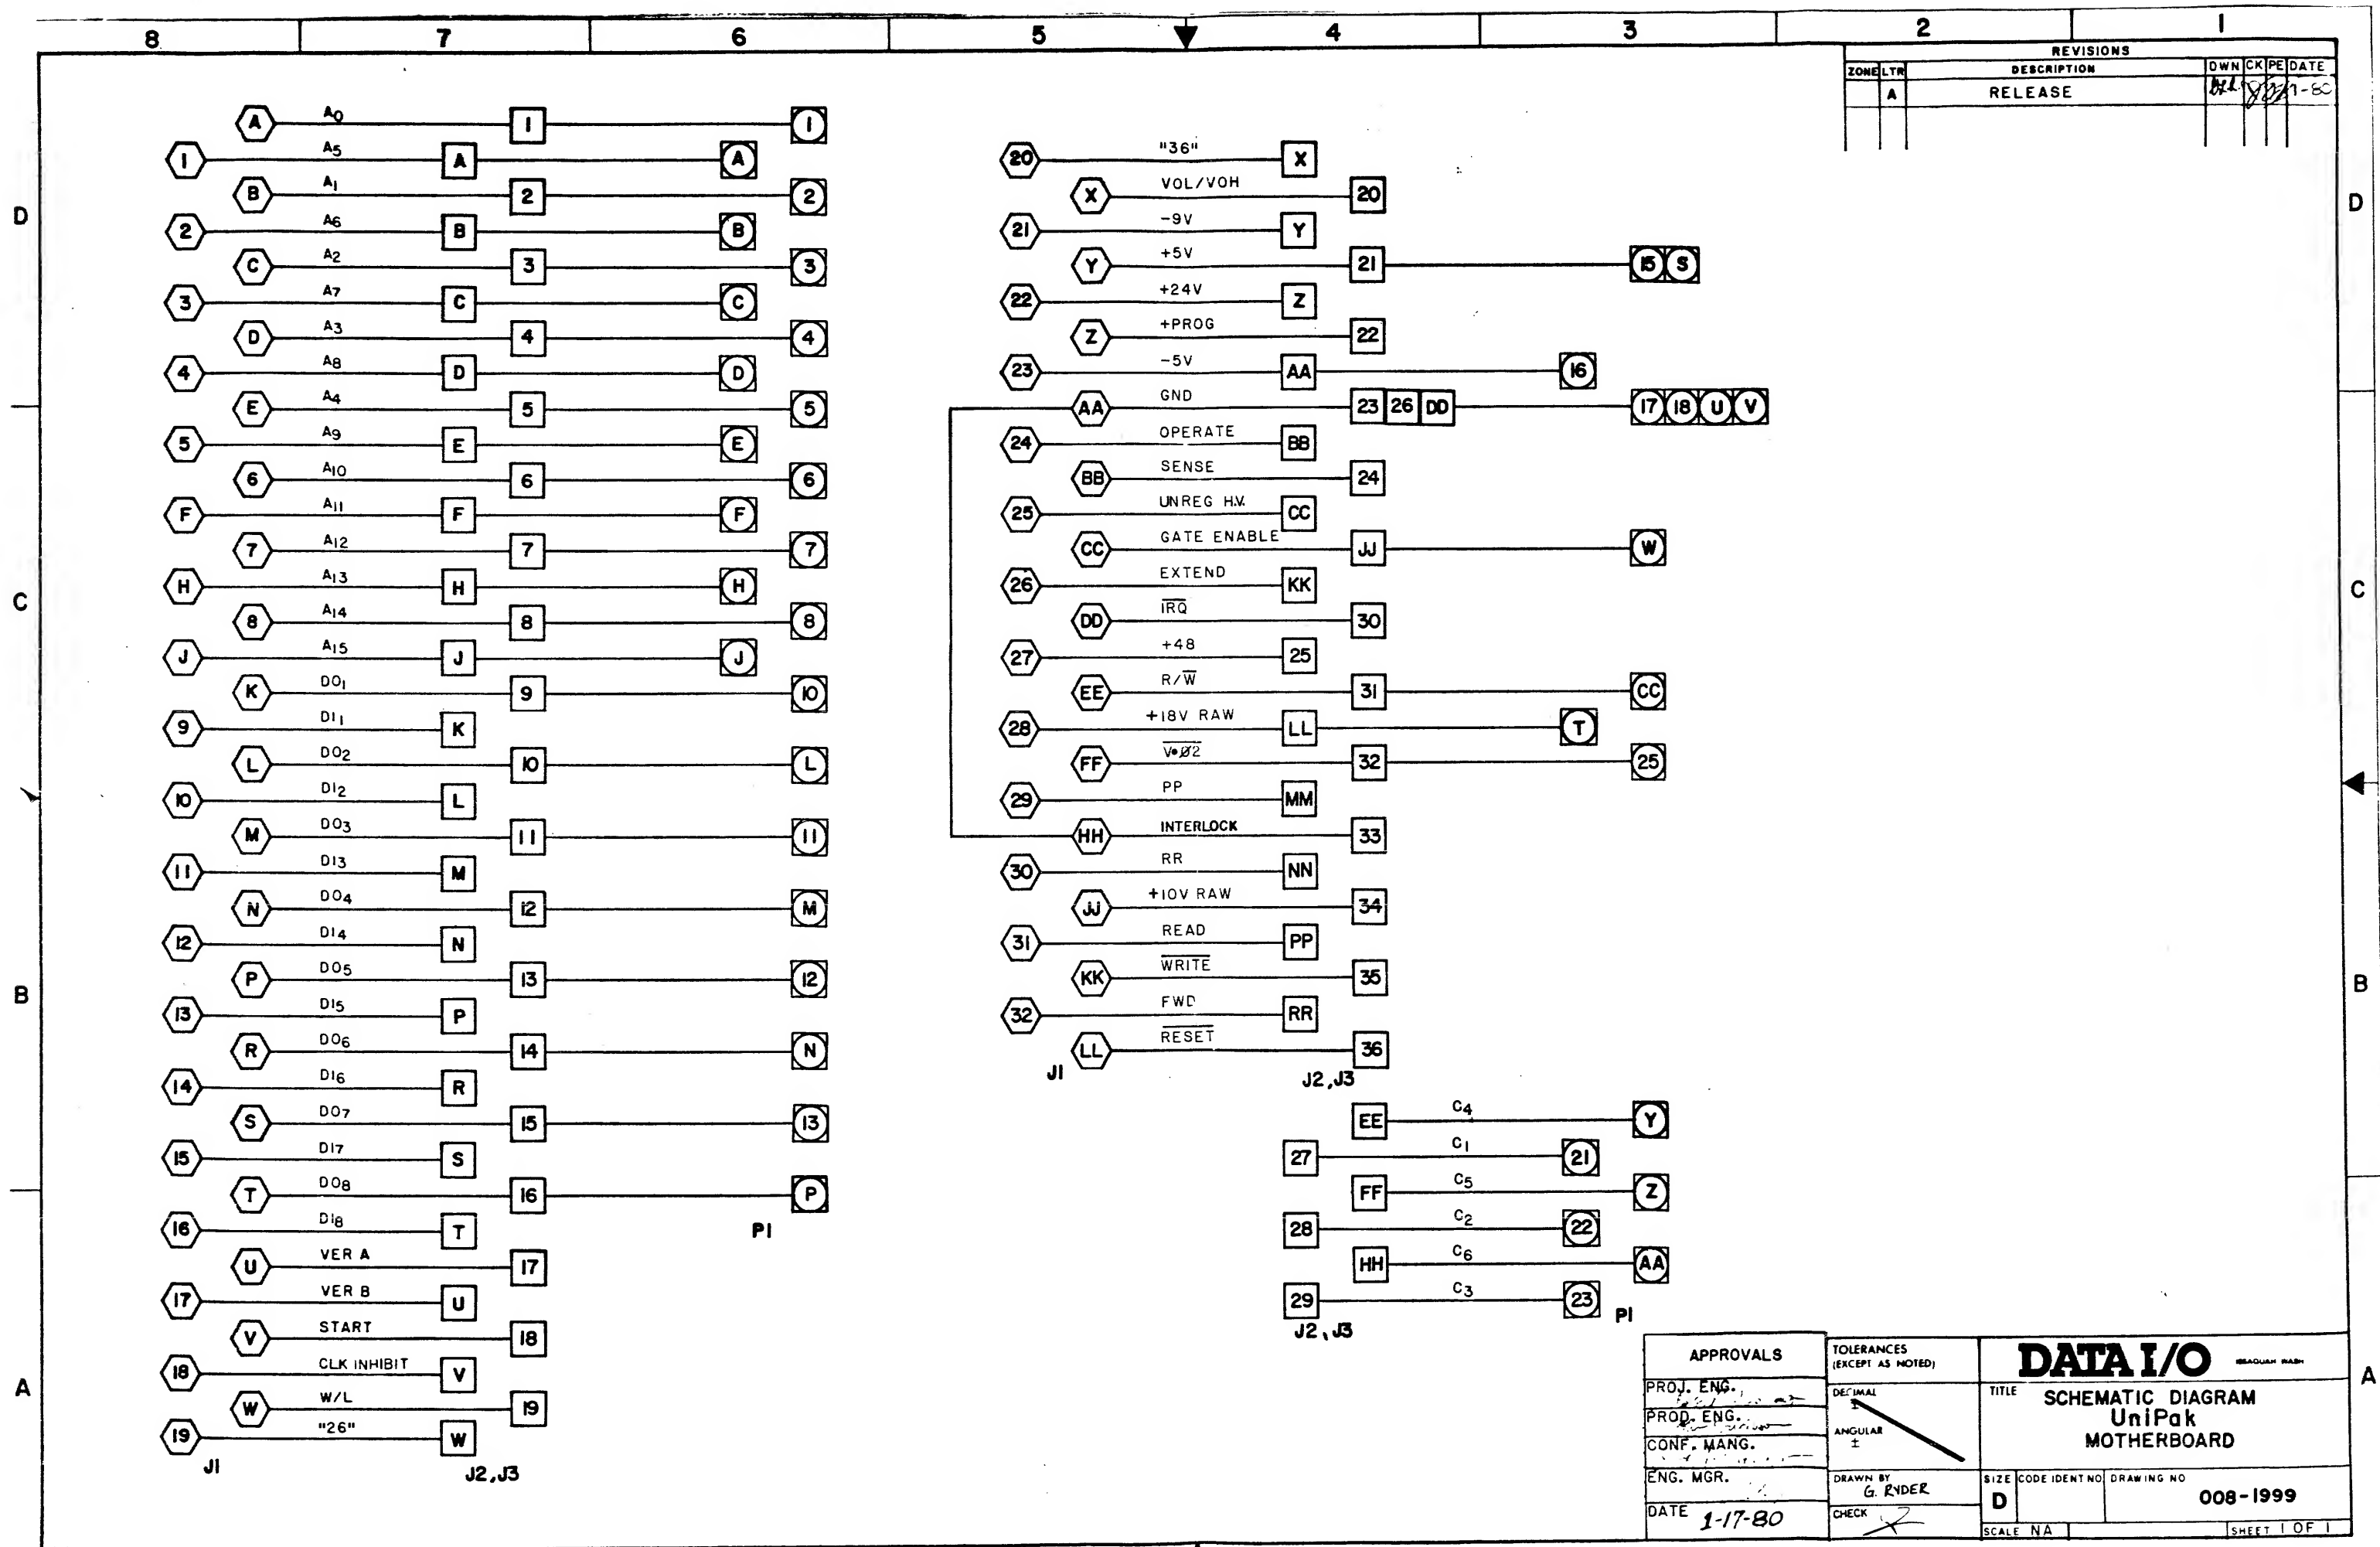 8 7 6 5 4 3 2 1
REVISIONS
ZONE LTR DESCRIPTION DWN CK PE DATE
A RELEASE
D
C
B
A
D
C
B
A
A A0 1 1
1 A5 A A
B A1 2 2
2 A6 B B
C A2 3 3
3 A7 C C
D A3 4 4
4 A8 D D
E A4 5 5
5 A9 E E
6 A10 6 6
F A11 F F
7 A12 7 7
H A13 H H
8 A14 8 8
J A15 J J
K DO1 9 10
9 DI1 K
L DO2 10 L
10 DI2 L
M DO3 11 11
11 DI3 M
N DO4 12 M
12 DI4 N
P DO5 13 12
13 DI5 P
R DO6 14 N
14 DI6 R
S DO7 15 13
15 DI7 S
T DO8 16 P
16 DI8 T
P1
U VER A 17
17 VER B U
V START 18
18 CLK INHIBIT V
W W/L 19
19 "26" W
J1 J2,J3
20 "36" X
X VOL/VOH 20
21 -9V Y
Y +5V 21 15 S
22 +24V Z
Z +PROG 22
23 -5V AA 16
AA GND 23 26 DD 17 18 U V
24 OPERATE BB
BB SENSE 24
25 UNREG H.V. CC
CC GATE ENABLE JJ W
26 EXTEND KK
DD IRQ 30
27 +48 25
EE R/W 31 CC
28 +18V RAW LL T
FF V•Ø2 32 25
29 PP MM
HH INTERLOCK 33
30 RR NN
JJ +10V RAW 34
31 READ PP
KK WRITE 35
32 FWD RR
LL RESET 36
J1 J2,J3
EE C4 Y
27 C1 21
FF C5 Z
28 C2 22
HH C6 AA
29 C3 23
J2,J3 P1
APPROVALS
PROJ. ENG.
PROD. ENG.
CONF. MANG.
ENG. MGR.
DATE 1-17-80
TOLERANCES
(EXCEPT AS NOTED)
DECIMAL
±
ANGULAR
±
DRAWN BY
G. RYDER
CHECK
DATA I/O ISSAQUAH WASH
TITLE SCHEMATIC DIAGRAM
UniPak
MOTHERBOARD
SIZE CODE IDENT NO DRAWING NO
D 008-1999
SCALE NA SHEET 1 OF 1